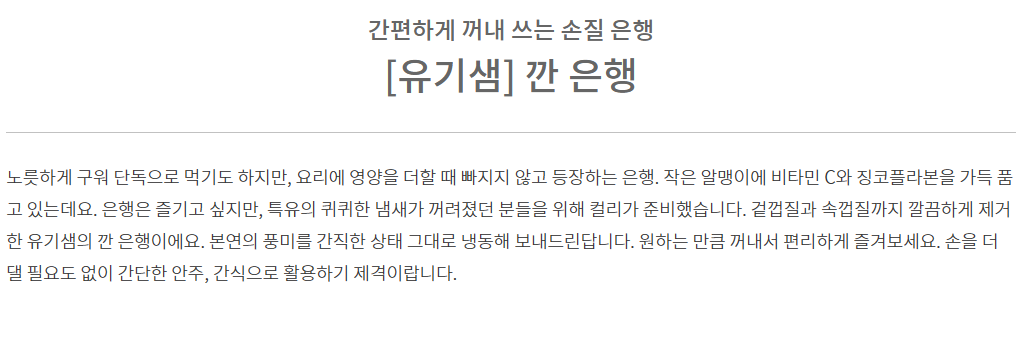 간편하게 꺼내 쓰는 손질 은행
[유기샘] 깐 은행
노릇하게 구워 단독으로 먹기도 하지만, 요리에 영양을 더할 때 빠지지 않고 등장하는 은행. 작은 알맹이에 비타민 C와 징코플라본을 가득 품
고 있는데요. 은행은 즐기고 싶지만, 특유의 퀴퀴한 냄새가 꺼려졌던 분들을 위해 컬리가 준비했습니다. 겉껍질과 속껍질까지 깔끔하게 제거
한 유기샘의 깐 은행이에요. 본연의 풍미를 간직한 상태 그대로 냉동해 보내드린답니다. 원하는 만큼 꺼내서 편리하게 즐겨보세요. 손을 더
댈 필요도 없이 간단한 안주, 간식으로 활용하기 제격이랍니다.